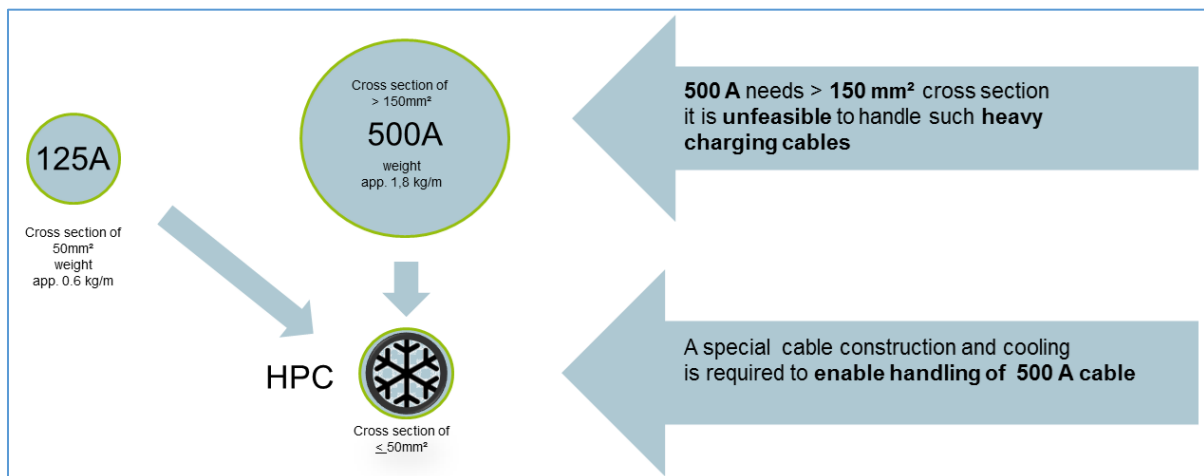 125A
Cross section of
50mm²
weight
app. 0.6 kg/m
Cross section of
> 150mm²
500A
weight
app. 1,8 kg/m
500 A needs > 150 mm² cross section
it is unfeasible to handle such heavy
charging cables
HPC
Cross section of
< 50mm²
A special cable construction and cooling
is required to enable handling of 500 A cable